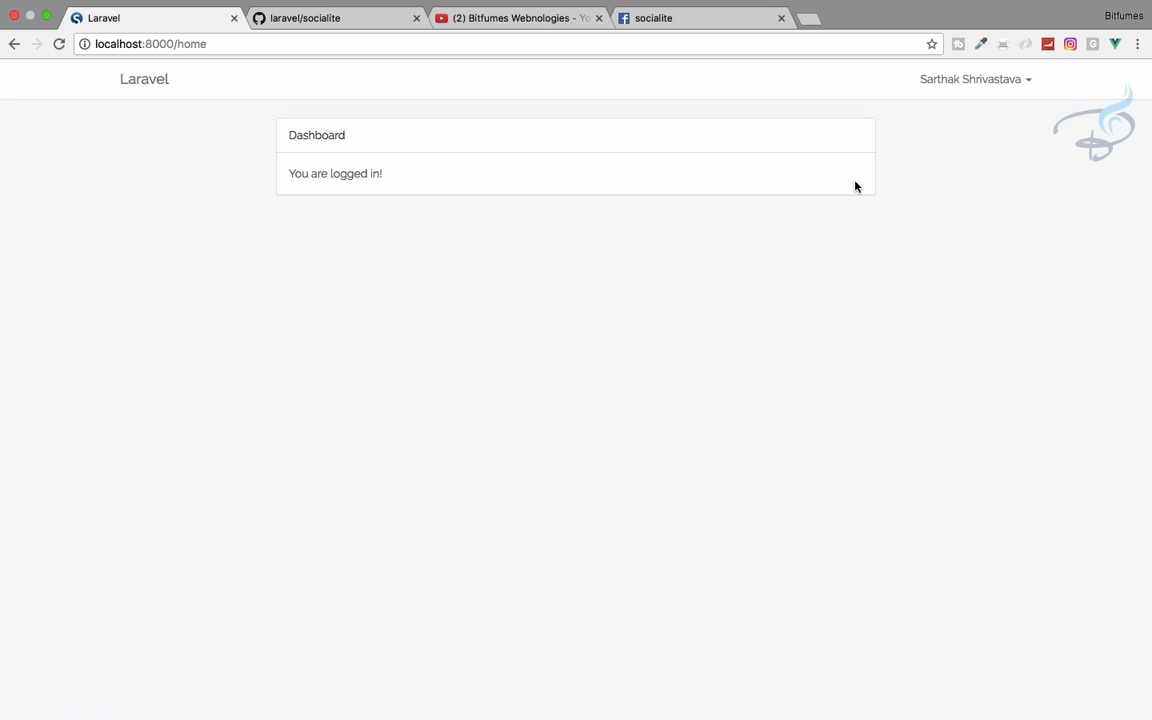 Laravel
laravel/socialite
(2) Bitfumes Webnologies - Yo
socialite
Bitfumes
localhost:8000/home
Laravel
Sarthak Shrivastava
Dashboard
You are logged in!